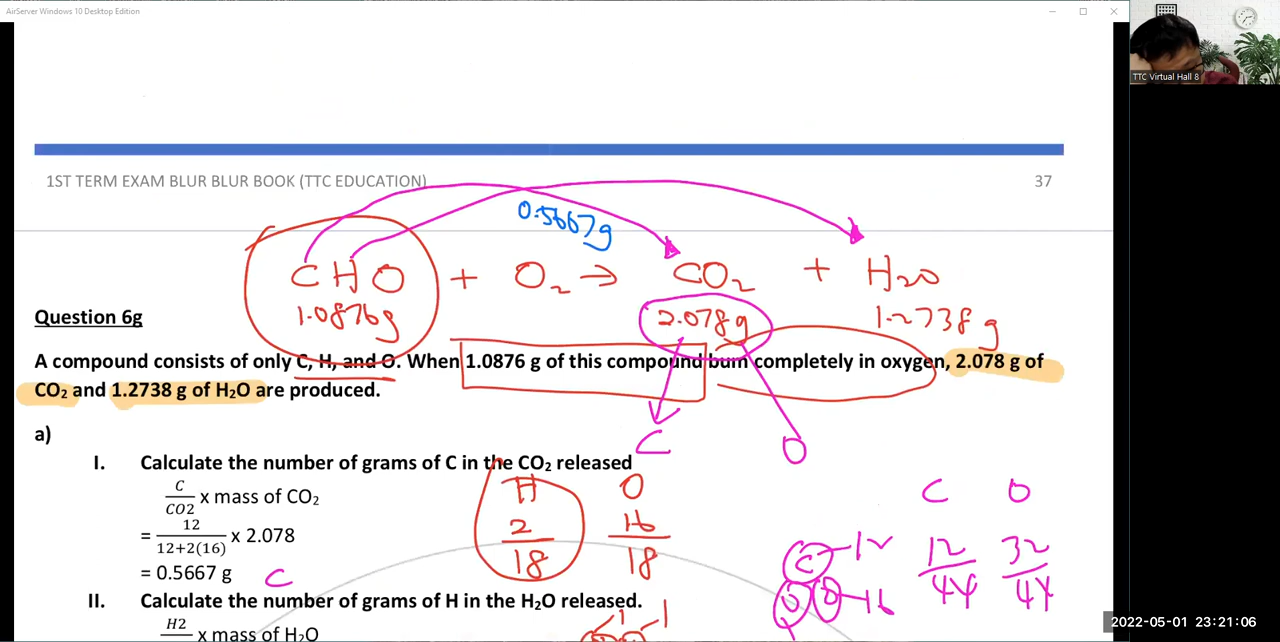 AirServer Windows 10 Desktop Edition
TTC Virtual Hall 8
1ST TERM EXAM BLUR BLUR BOOK (TTC EDUCATION) 37
0.5667g
CHO + O₂ → CO₂ + H₂O
1.0876g 2.078g 1.2738g
Question 6g
A compound consists of only C, H, and O. When 1.0876 g of this compound burn completely in oxygen, 2.078 g of
CO₂ and 1.2738 g of H₂O are produced.
a)
C O
I. Calculate the number of grams of C in the CO₂ released
C/CO2 x mass of CO₂
H O
C O
= 12/12+2(16) x 2.078
2/18 16/18
C 12
12/44 32/44
= 0.5667 g C
16
II. Calculate the number of grams of H in the H₂O released.
1 1
H2 x mass of H₂O
2022-05-01 23:21:06